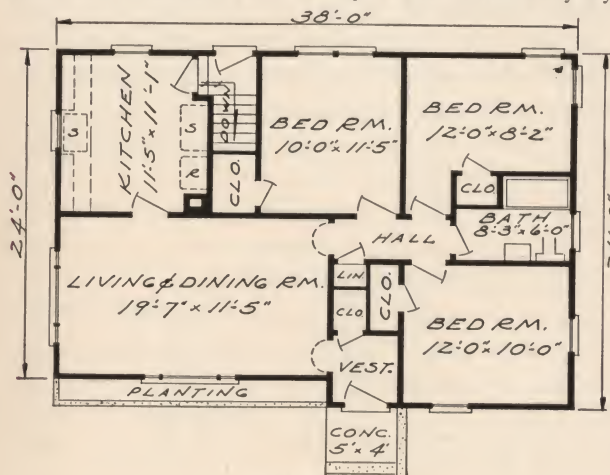 38'-0"
24'-0"
KITCHEN
11'-5" x 11'-1"
S
S
R
DOWN
CLO.
BED RM.
10'-0" x 11'-5"
BED RM.
12'-0" x 8'-2"
CLO.
BATH
8'-3" x 6'-0"
HALL
LIVING & DINING RM.
19'-7" x 11'-5"
LIN.
CLO.
CLO.
BED RM.
12'-0" x 10'-0"
VEST.
PLANTING
CONC.
5' x 4'